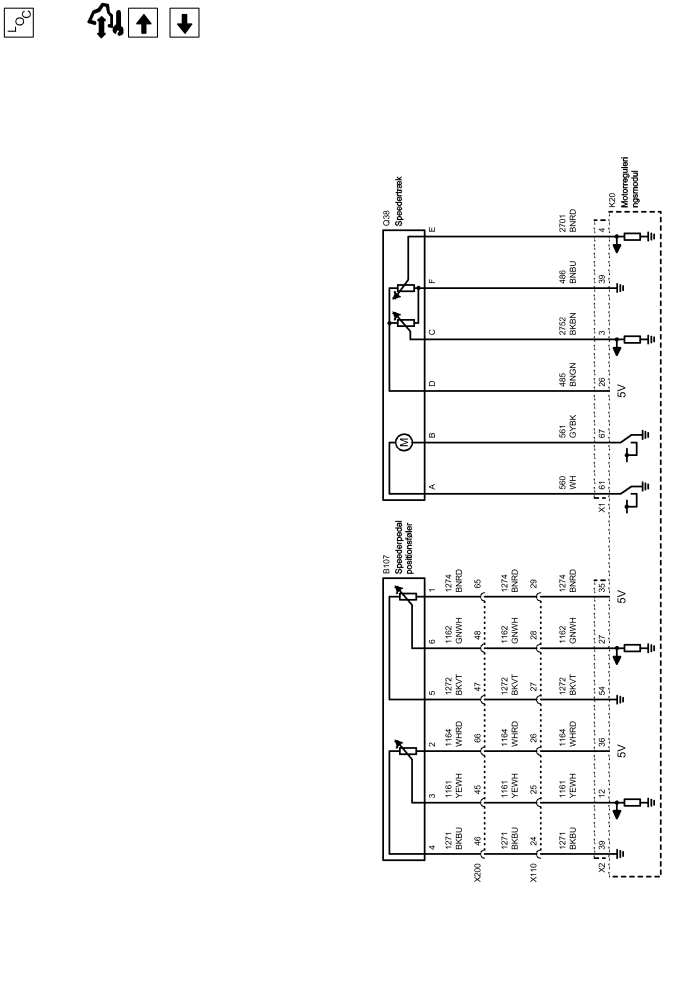 LOC
B107
Speederpedal
positionsføler
Q38
Speedertræk
M
4 3 2 5 6 1 A B D C F E
1271 1161 1164 1272 1162 1274
BKBU YEWH WHRD BKVT GNWH BNRD
X200 46 45 66 47 48 65
1271 1161 1164 1272 1162 1274
BKBU YEWH WHRD BKVT GNWH BNRD
X110 24 25 26 27 28 29
1271 1161 1164 1272 1162 1274 560 561 485 2752 486 2701
BKBU YEWH WHRD BKVT GNWH BNRD WH GYBK BNGN BKBN BNBU BNRD
X2 39 12 36 54 27 35 X1 61 67 26 3 39 4
K20
Motorreguleri
ngsmodul
5V 5V 5V